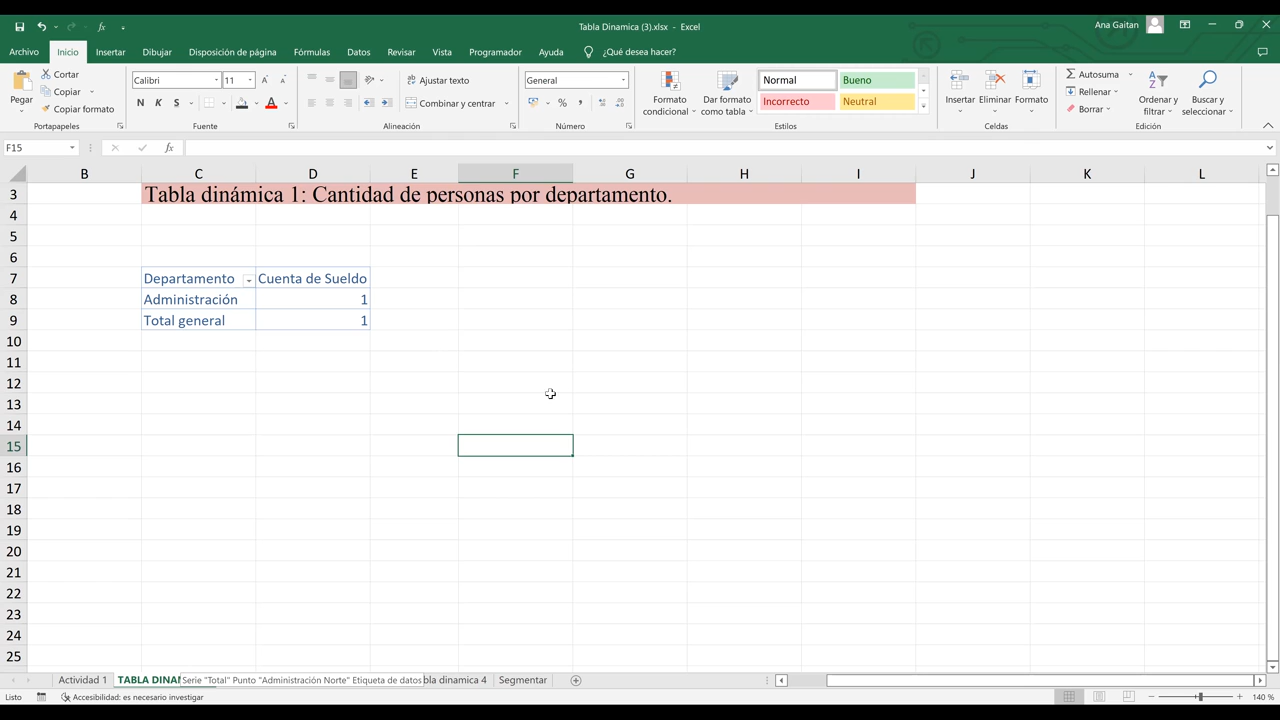 Tabla Dinamica (3).xlsx - Excel
Ana Gaitan
Archivo Inicio Insertar Dibujar Disposición de página Fórmulas Datos Revisar Vista Programador Ayuda ¿Qué desea hacer?
Pegar
Cortar
Copiar
Copiar formato
Portapapeles
Calibri 11
N K S
Fuente
Ajustar texto
Combinar y centrar
Alineación
General
% 000
Número
Formato condicional
Dar formato como tabla
Normal Bueno
Incorrecto Neutral
Estilos
Insertar Eliminar Formato
Celdas
Autosuma
Rellenar
Borrar
Ordenar y filtrar
Buscar y seleccionar
Edición
F15
fx
B C D E F G H I J K L
3 Tabla dinámica 1: Cantidad de personas por departamento.
4
5
6
7 Departamento Cuenta de Sueldo
8 Administración 1
9 Total general 1
10
11
12
13
14
15
16
17
18
19
20
21
22
23
24
25
Actividad 1 TABLA DINAM Serie "Total" Punto "Administración Norte" Etiqueta de datos bla dinamica 4 Segmentar
Listo Accesibilidad: es necesario investigar 140 %